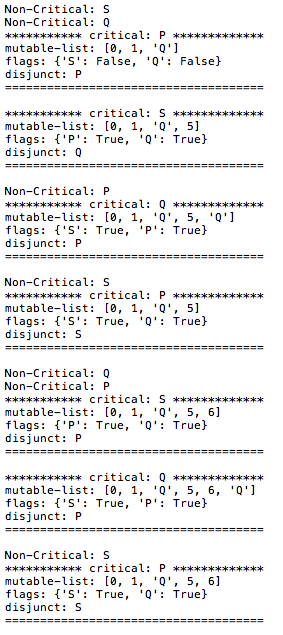 Non-Critical: S
Non-Critical: Q
*********** critical: P *************
mutable-list: [0, 1, 'Q']
flags: {'S': False, 'Q': False}
disjunct: P
=====================================
*********** critical: S *************
mutable-list: [0, 1, 'Q', 5]
flags: {'P': True, 'Q': True}
disjunct: Q
=====================================
Non-Critical: P
*********** critical: Q *************
mutable-list: [0, 1, 'Q', 5, 'Q']
flags: {'S': True, 'P': True}
disjunct: P
=====================================
Non-Critical: S
*********** critical: P *************
mutable-list: [0, 1, 'Q', 5]
flags: {'S': True, 'Q': True}
disjunct: S
=====================================
Non-Critical: Q
Non-Critical: P
*********** critical: S *************
mutable-list: [0, 1, 'Q', 5, 6]
flags: {'P': True, 'Q': True}
disjunct: P
=====================================
*********** critical: Q *************
mutable-list: [0, 1, 'Q', 5, 6, 'Q']
flags: {'S': True, 'P': True}
disjunct: P
=====================================
Non-Critical: S
*********** critical: P *************
mutable-list: [0, 1, 'Q', 5, 6]
flags: {'S': True, 'Q': True}
disjunct: S
=====================================